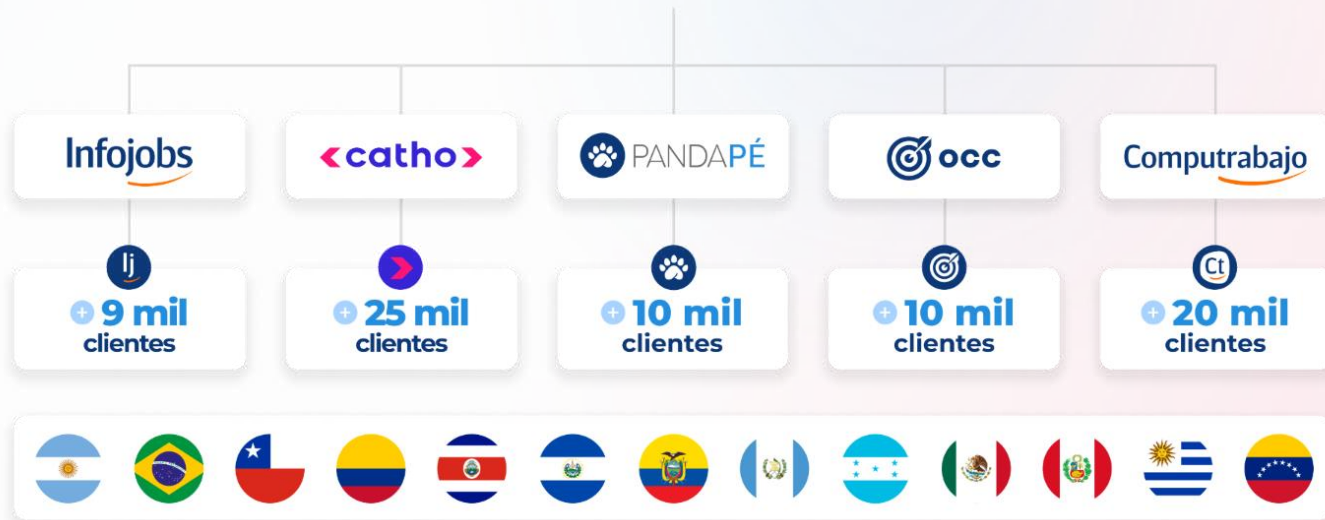 Infojobs
<catho>
PANDAPÉ
occ
Computrabajo
Ij
Ct
+ 9 mil
clientes
+ 25 mil
clientes
+ 10 mil
clientes
+ 10 mil
clientes
+ 20 mil
clientes